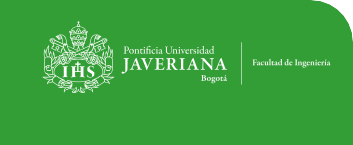 IHS
Pontificia Universidad
JAVERIANA
Bogotá
Facultad de Ingeniería